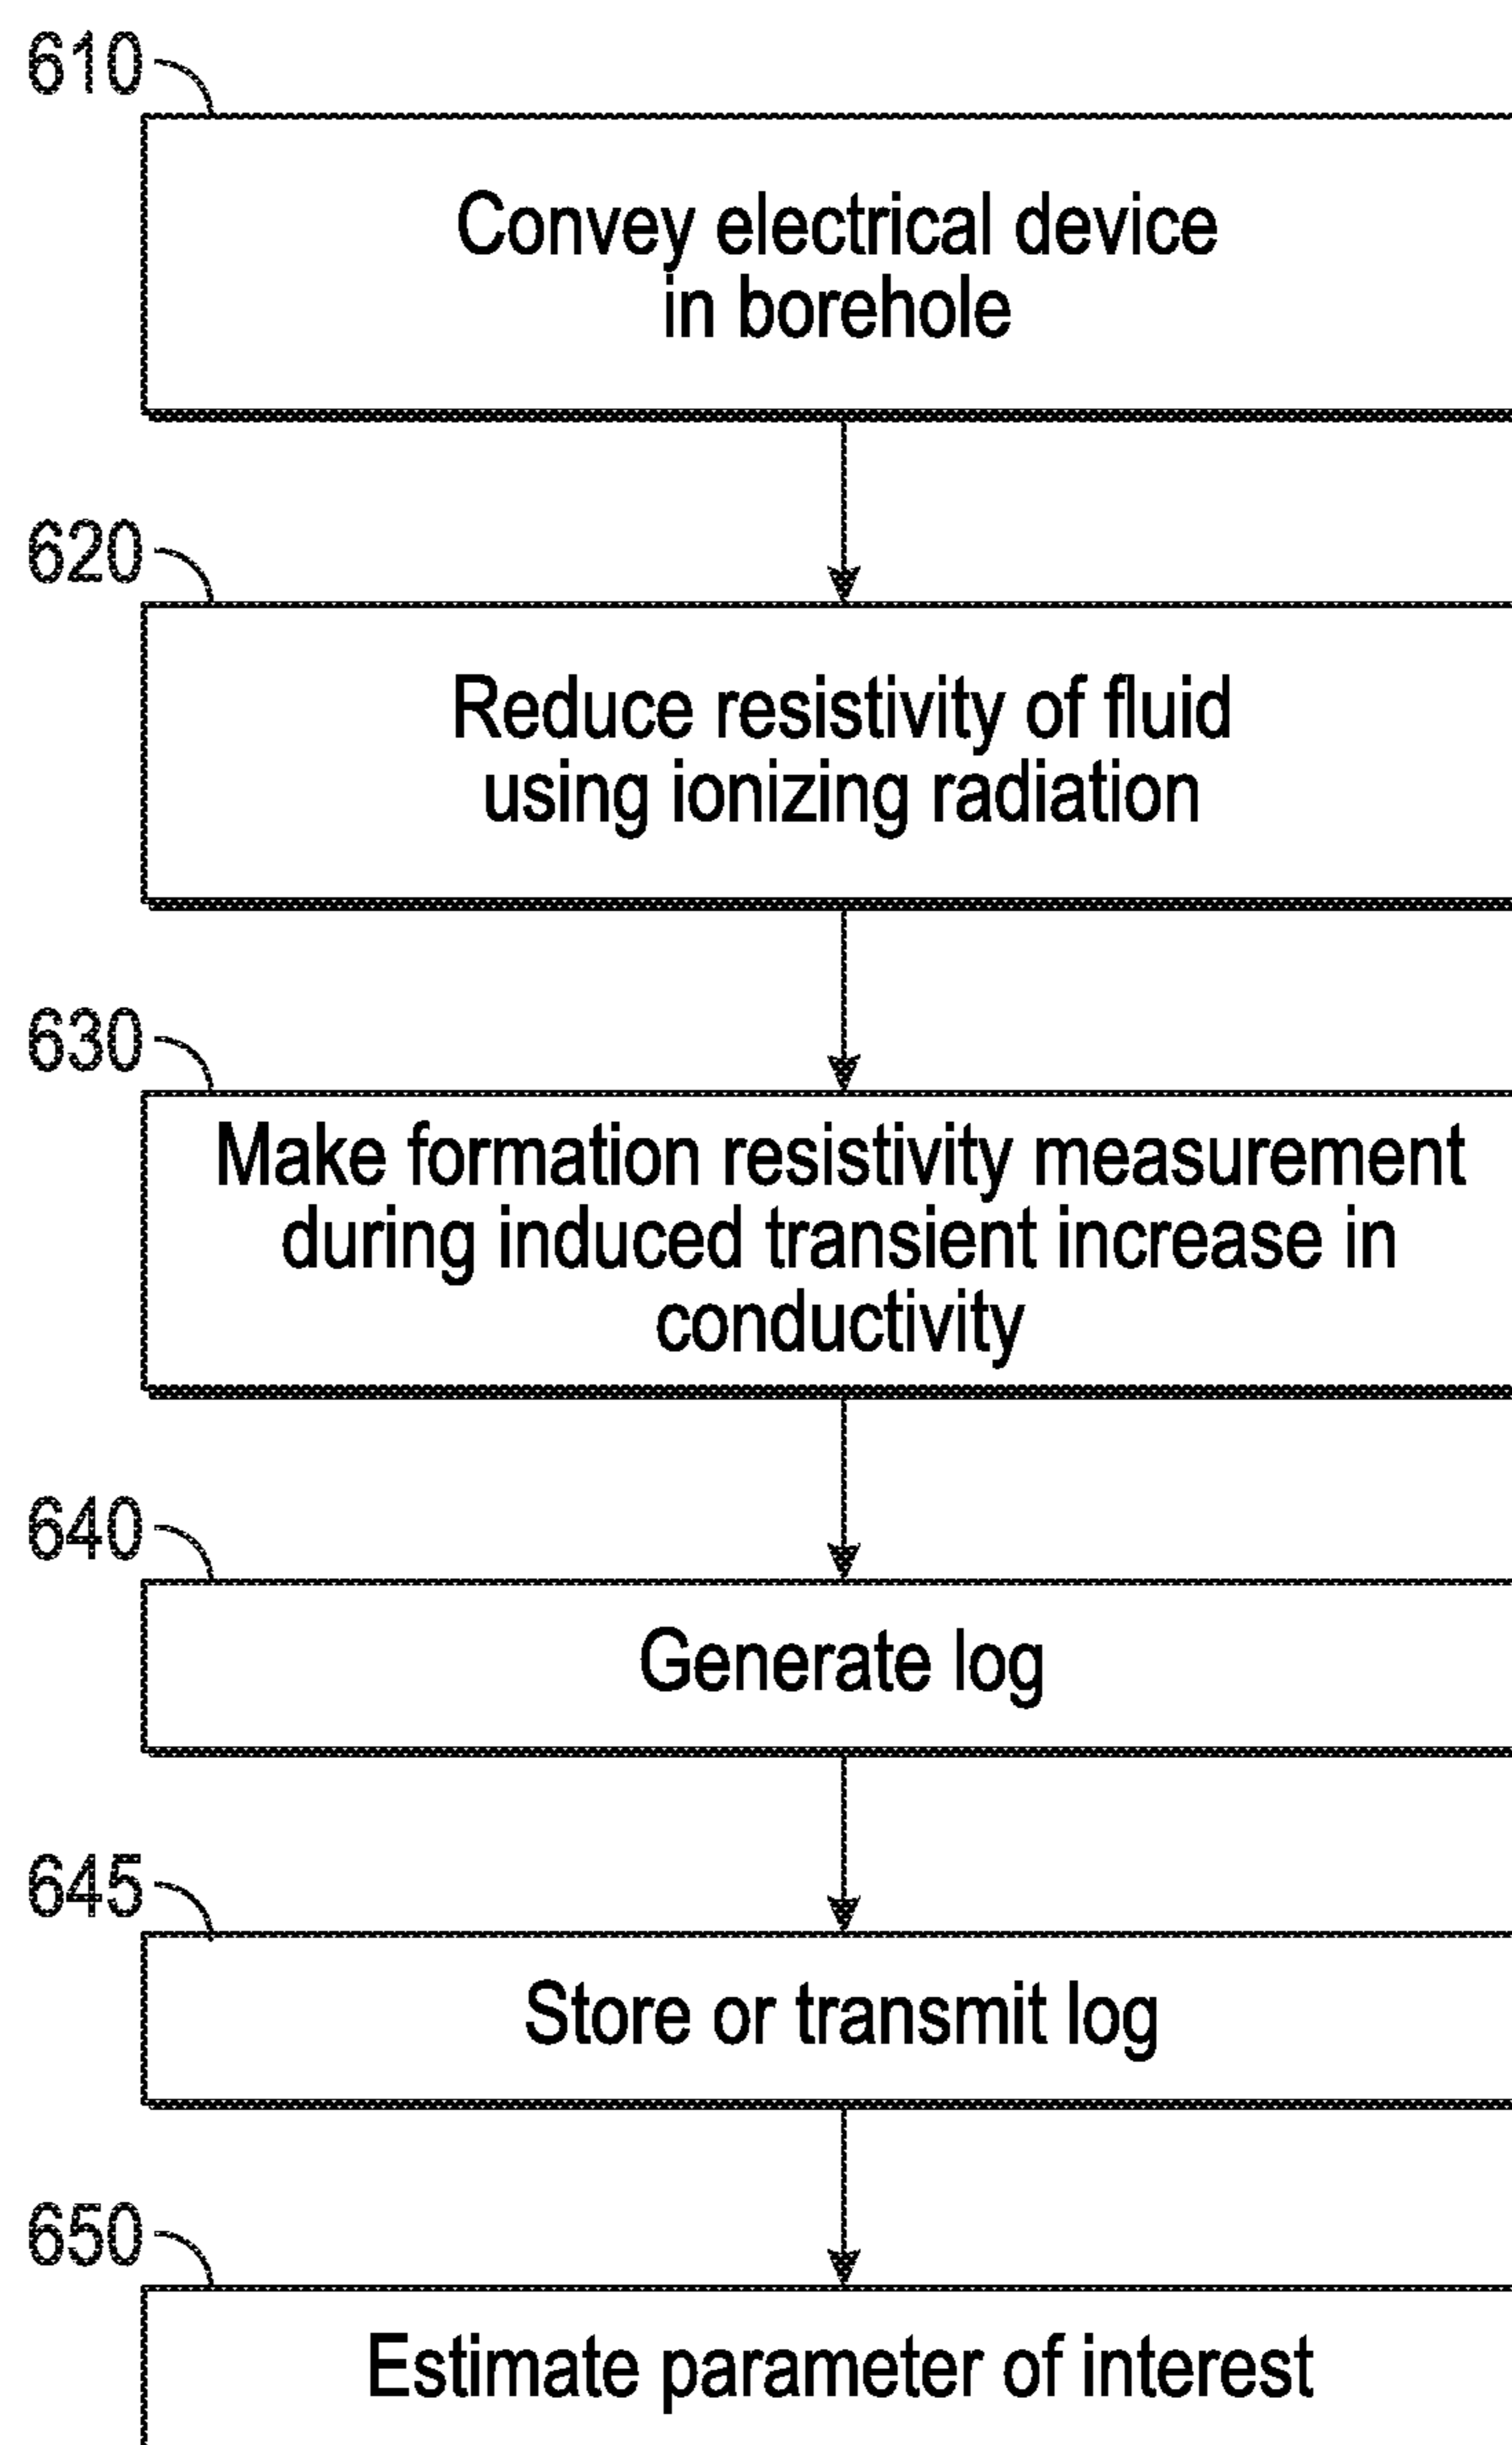 610
Convey electrical device
in borehole
620
Reduce resistivity of fluid
using ionizing radiation
630
Make formation resistivity measurement
during induced transient increase in
conductivity
640
Generate log
645
Store or transmit log
650
Estimate parameter of interest